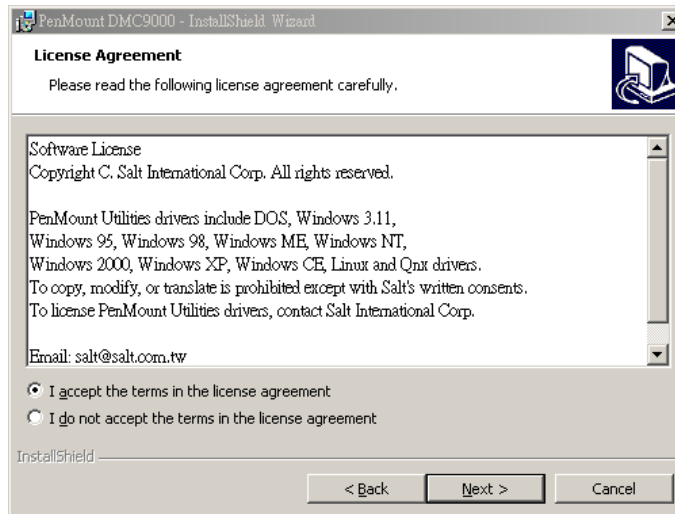 PenMount DMC9000 - InstallShield Wizard
License Agreement
Please read the following license agreement carefully.
Software License
Copyright C. Salt International Corp. All rights reserved.
PenMount Utilities drivers include DOS, Windows 3.11,
Windows 95, Windows 98, Windows ME, Windows NT,
Windows 2000, Windows XP, Windows CE, Linux and Qnx drivers.
To copy, modify, or translate is prohibited except with Salt's written consents.
To license PenMount Utilities drivers, contact Salt International Corp.
Email: salt@salt.com.tw
I accept the terms in the license agreement
I do not accept the terms in the license agreement
InstallShield
< Back Next > Cancel